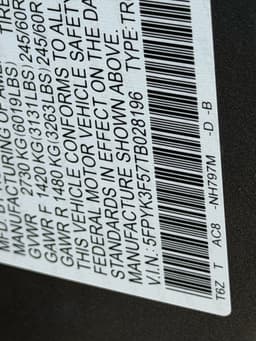 MFD. B
MANUFACTURING OF
GVWR 2730 KG(6019LBS) TIRE
GAWR F 1420 KG(3131LBS) 245/60R
GAWR R 1480 KG(3263LBS) 245/60R
THIS VEHICLE CONFORMS TO ALL
FEDERAL MOTOR VEHICLE SAFETY
STANDARDS IN EFFECT ON THE DA
MANUFACTURE SHOWN ABOVE.
V.I.N.: 5FPYK3F57TB028196 TYPE: TR
T6Z T AC8 -NH797M -D -B